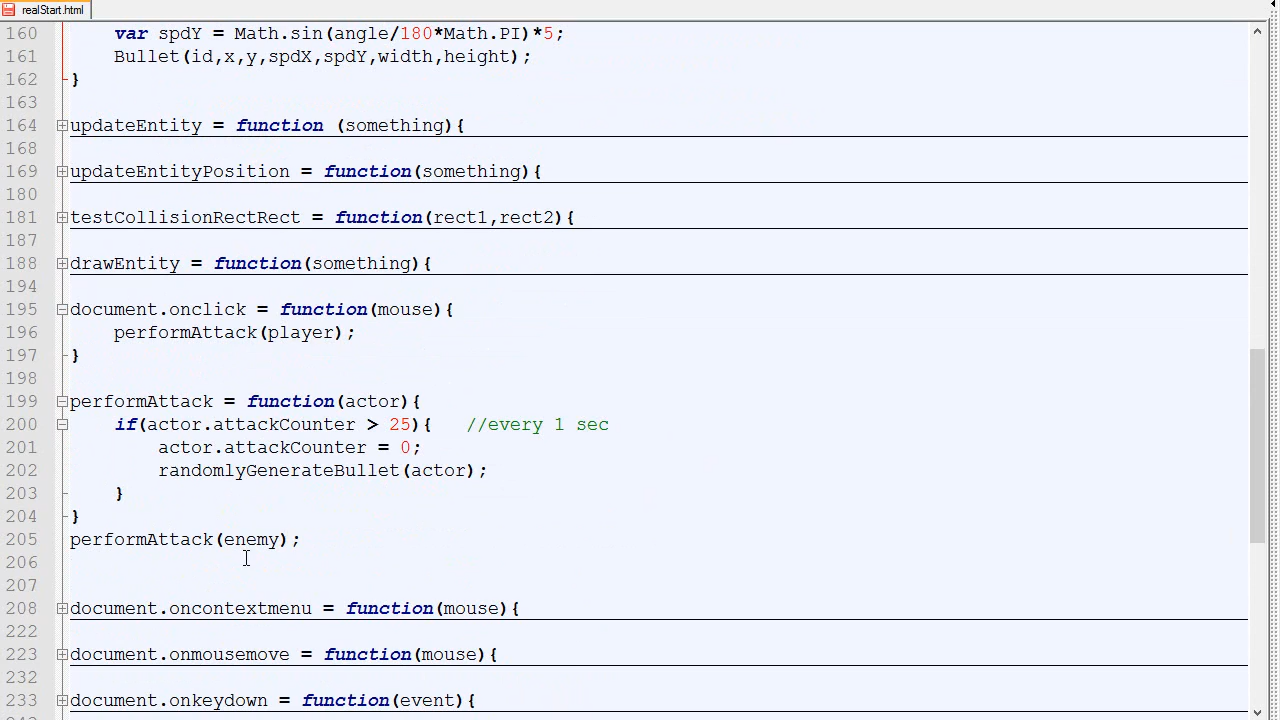 realStart.html
160 var spdY = Math.sin(angle/180*Math.PI)*5;
161 Bullet(id,x,y,spdX,spdY,width,height);
162 }
163
164 updateEntity = function (something){
168
169 updateEntityPosition = function(something){
180
181 testCollisionRectRect = function(rect1,rect2){
187
188 drawEntity = function(something){
194
195 document.onclick = function(mouse){
196 performAttack(player);
197 }
198
199 performAttack = function(actor){
200 if(actor.attackCounter > 25){ //every 1 sec
201 actor.attackCounter = 0;
202 randomlyGenerateBullet(actor);
203 }
204 }
205 performAttack(enemy);
206
207
208 document.oncontextmenu = function(mouse){
222
223 document.onmousemove = function(mouse){
232
233 document.onkeydown = function(event){